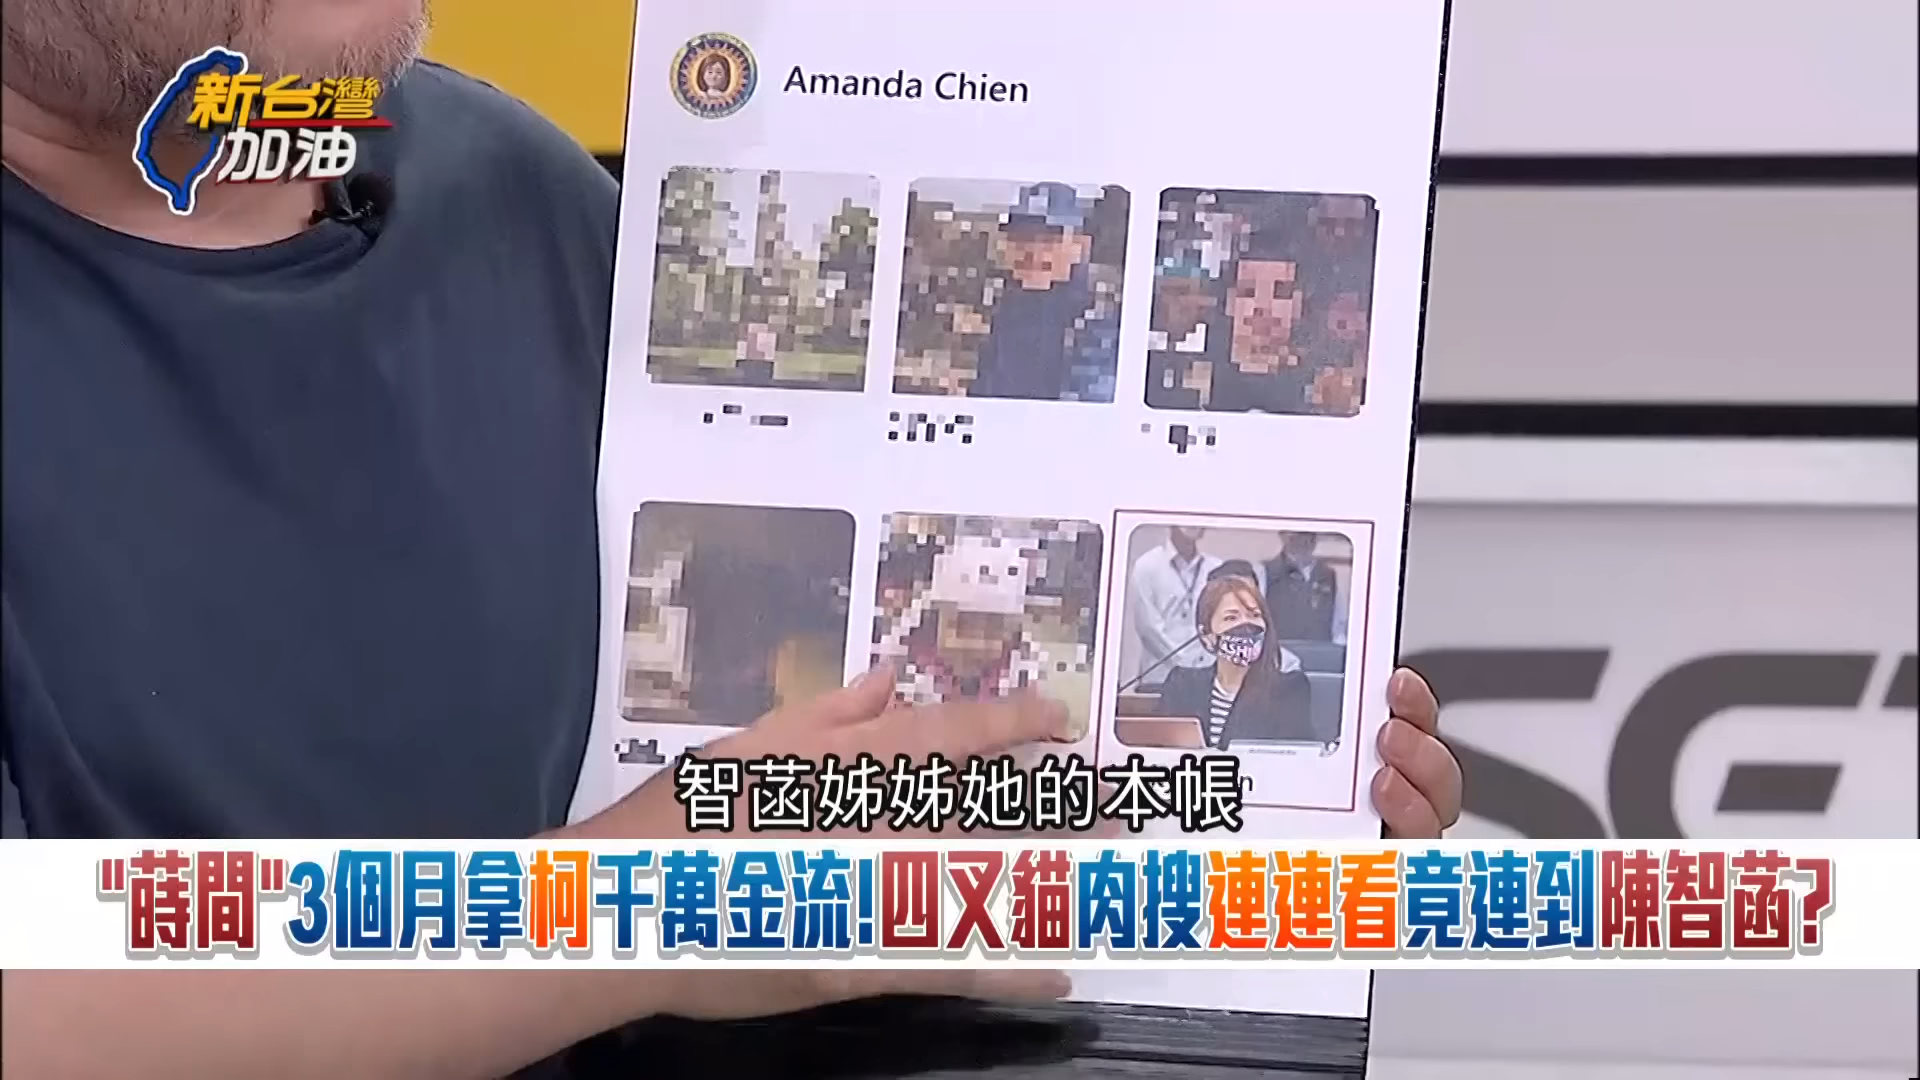 新台灣
加油
Amanda Chien
智菡姊姊她的本帳
"蒔間"3個月拿柯千萬金流!四叉貓肉搜連連看竟連到陳智菡?
SET